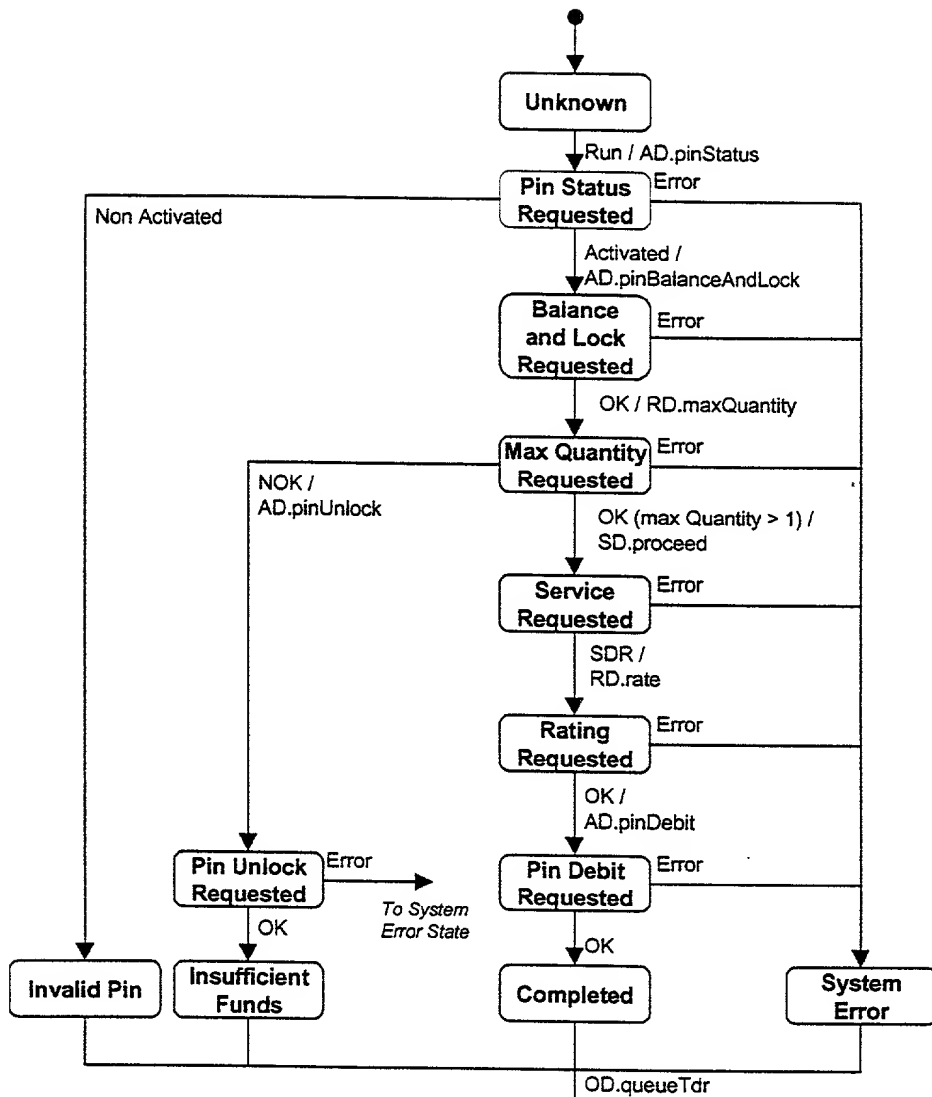 Unknown
Run / AD.pinStatus
Pin Status
Requested
Error
Non Activated
Activated /
AD.pinBalanceAndLock
Balance
and Lock
Requested
Error
OK / RD.maxQuantity
Max Quantity
Requested
Error
NOK /
AD.pinUnlock
OK (max Quantity > 1) /
SD.proceed
Service
Requested
Error
SDR /
RD.rate
Rating
Requested
Error
OK /
AD.pinDebit
Pin Unlock
Requested
Error
To System
Error State
OK
Pin Debit
Requested
Error
OK
Invalid Pin
Insufficient
Funds
Completed
System
Error
OD.queueTdr